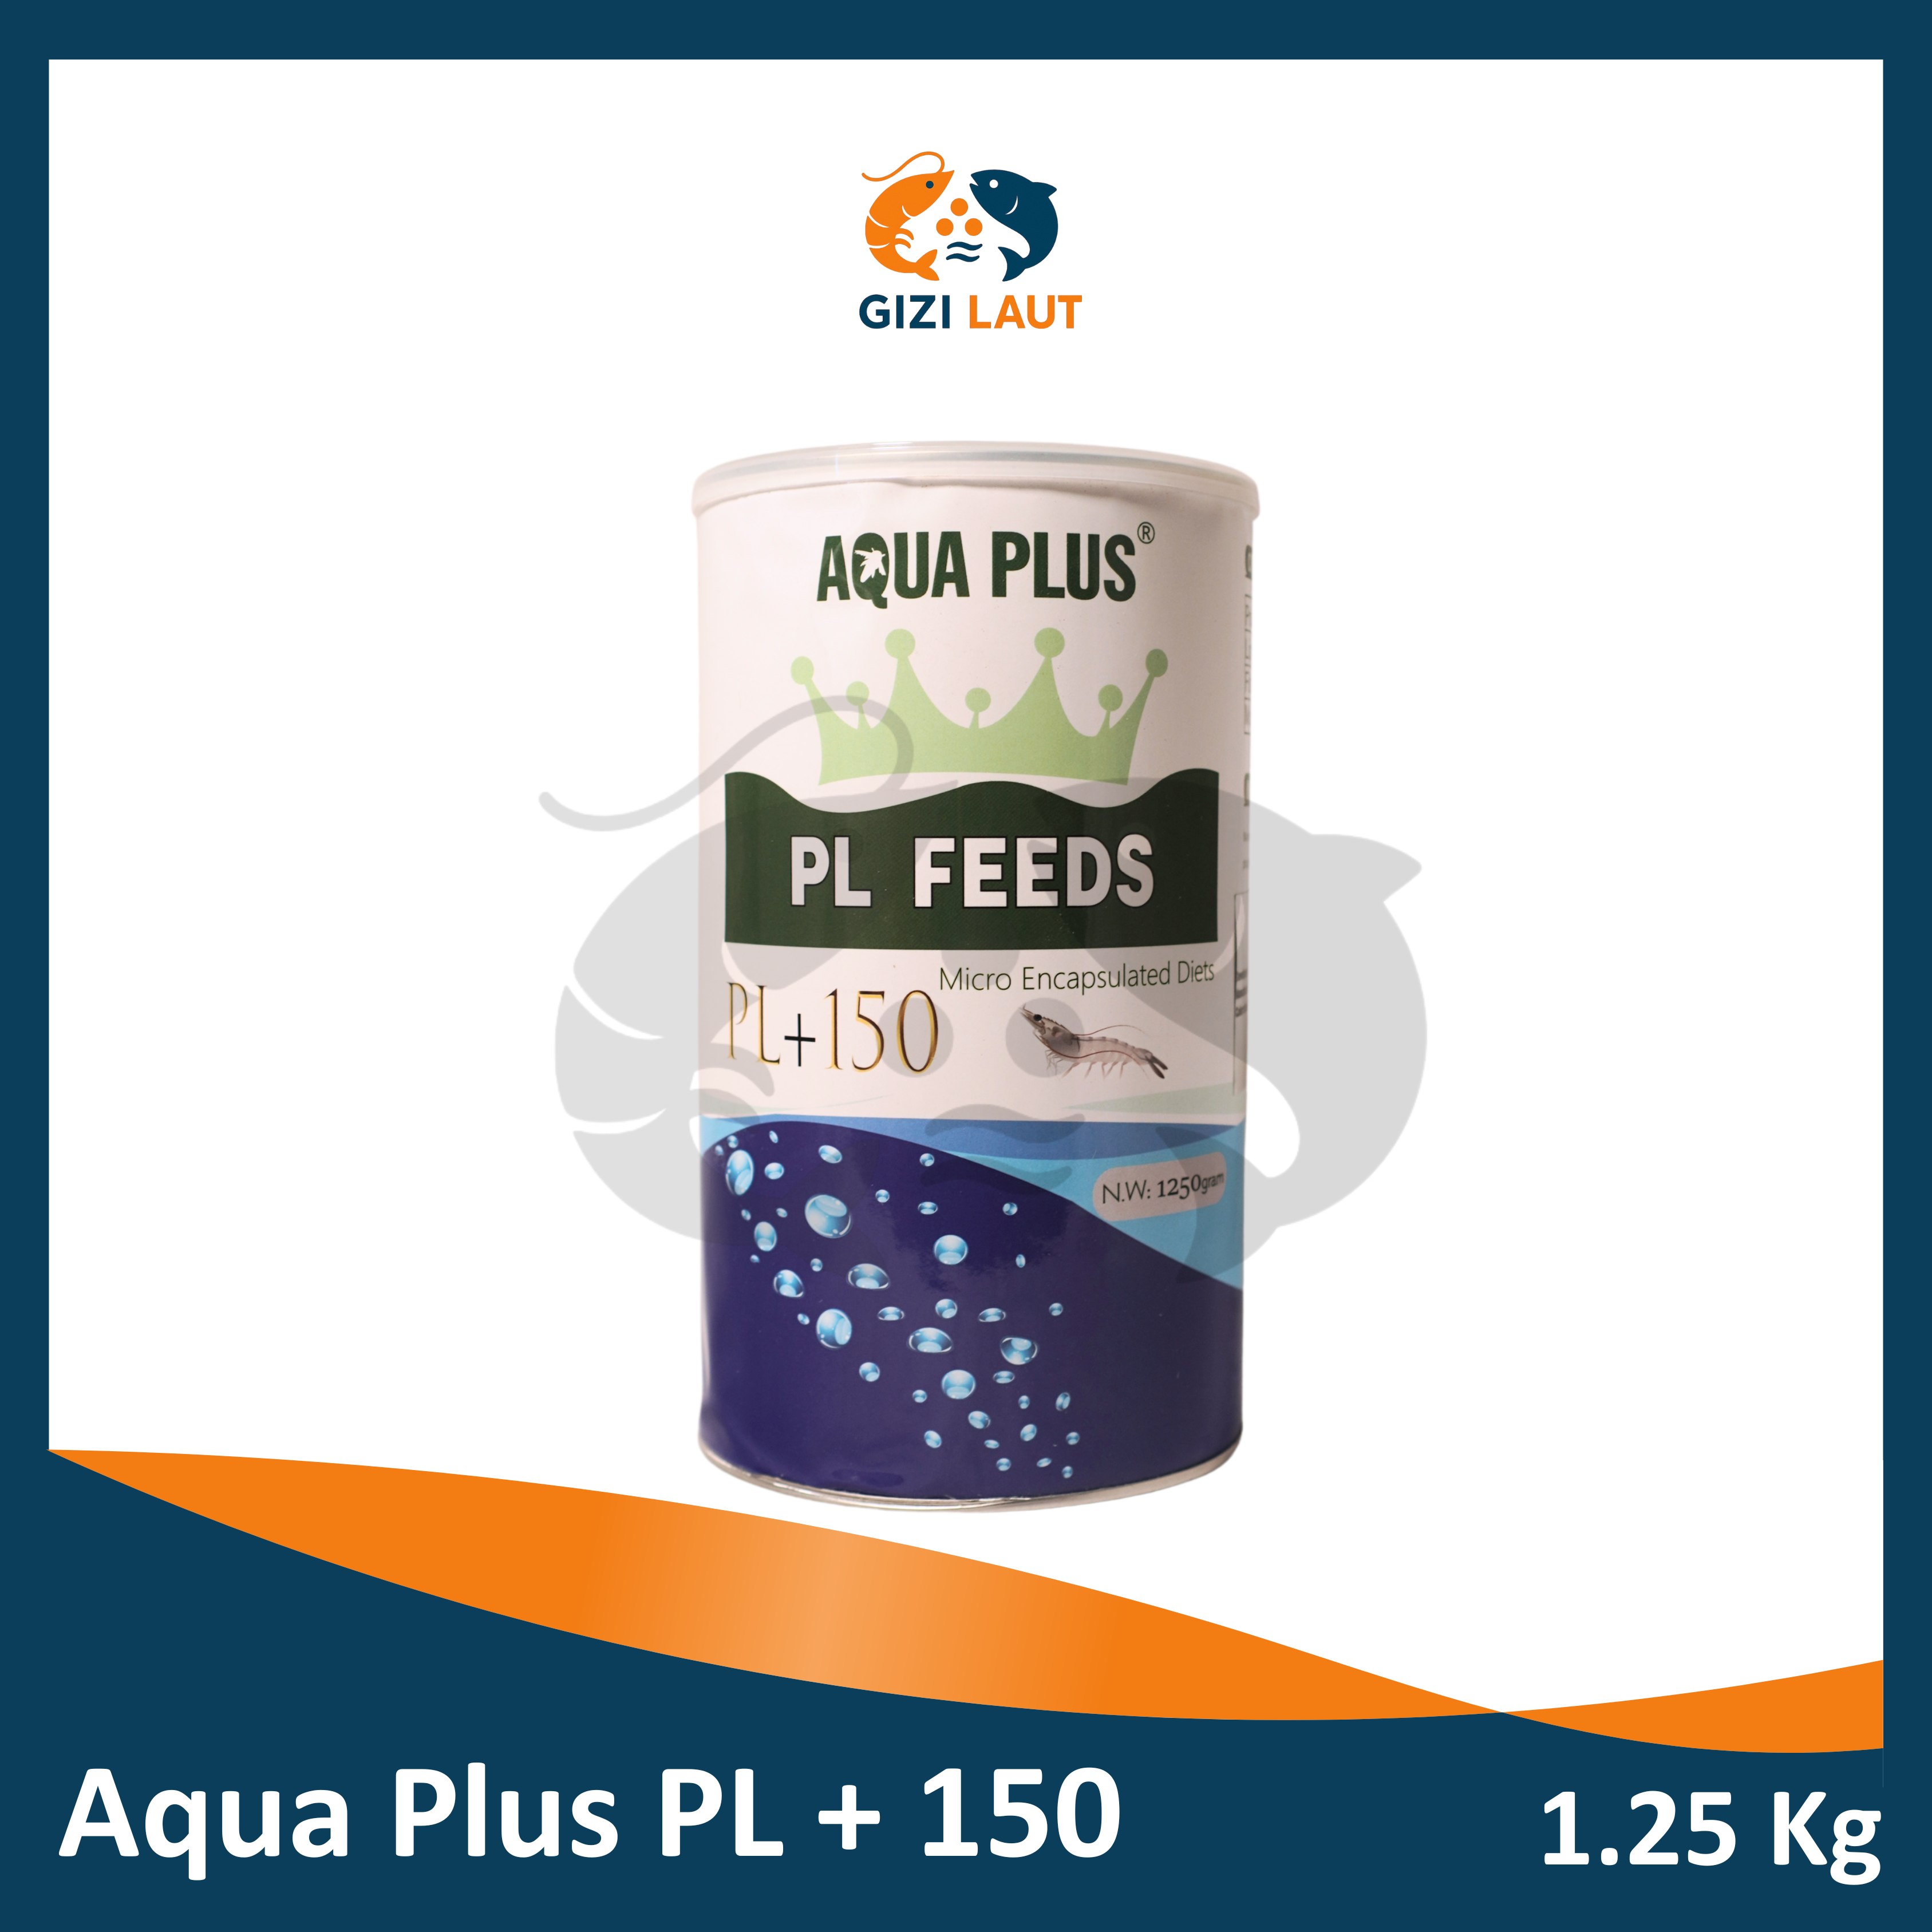 GIZI LAUT
AQUA PLUS®
PL FEEDS
Micro Encapsulated Diets
PL+150
N.W: 1250gram
Aqua Plus PL + 150
1.25 Kg